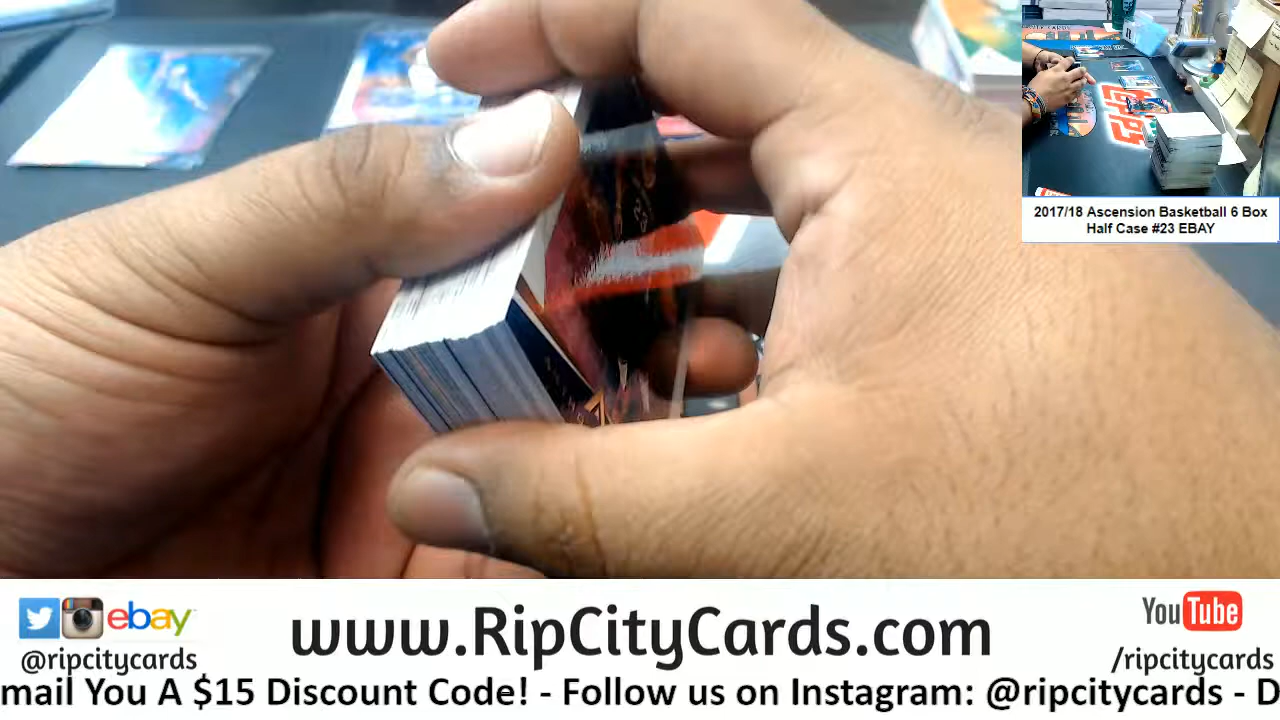 2017/18 Ascension Basketball 6 Box
Half Case #23 EBAY
ebay
@ripcitycards
www.RipCityCards.com
YouTube
/ripcitycards
mail You A $15 Discount Code! - Follow us on Instagram: @ripcitycards - D